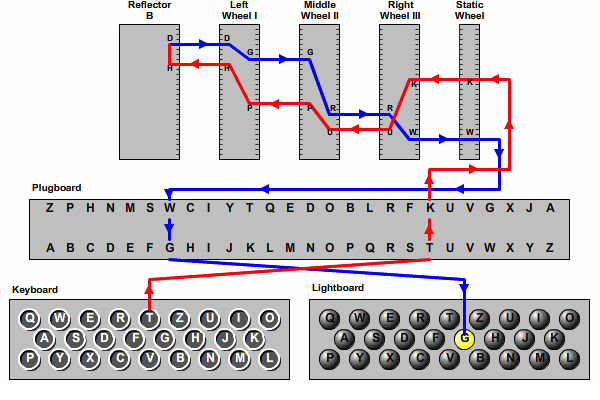 Reflector B
Left Wheel I
Middle Wheel II
Right Wheel III
Static Wheel
D D
G G
H H
K K
P P R R
U U W W
Plugboard
Z P H N M S W C I Y T Q E D O B L R F K U V G X J A
A B C D E F G H I J K L M N O P Q R S T U V W X Y Z
Keyboard
Q W E R T Z U I O
A S D F G H J K
P Y X C V B N M L
Lightboard
Q W E R T Z U I O
A S D F G H J K
P Y X C V B N M L